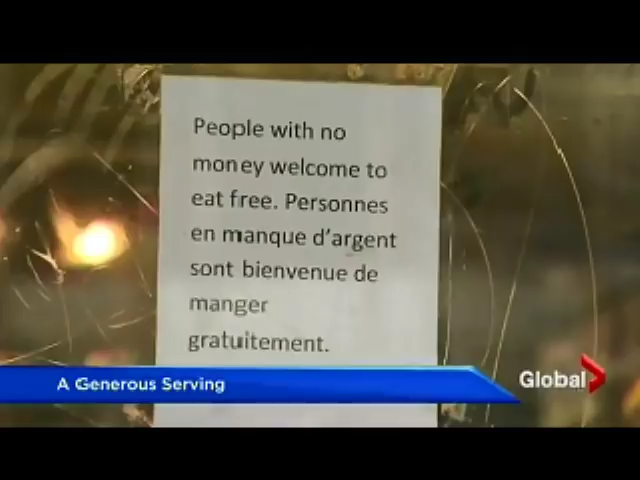 People with no
money welcome to
eat free. Personnes
en manque d'argent
sont bienvenue de
manger
gratuitement.
A Generous Serving
Global